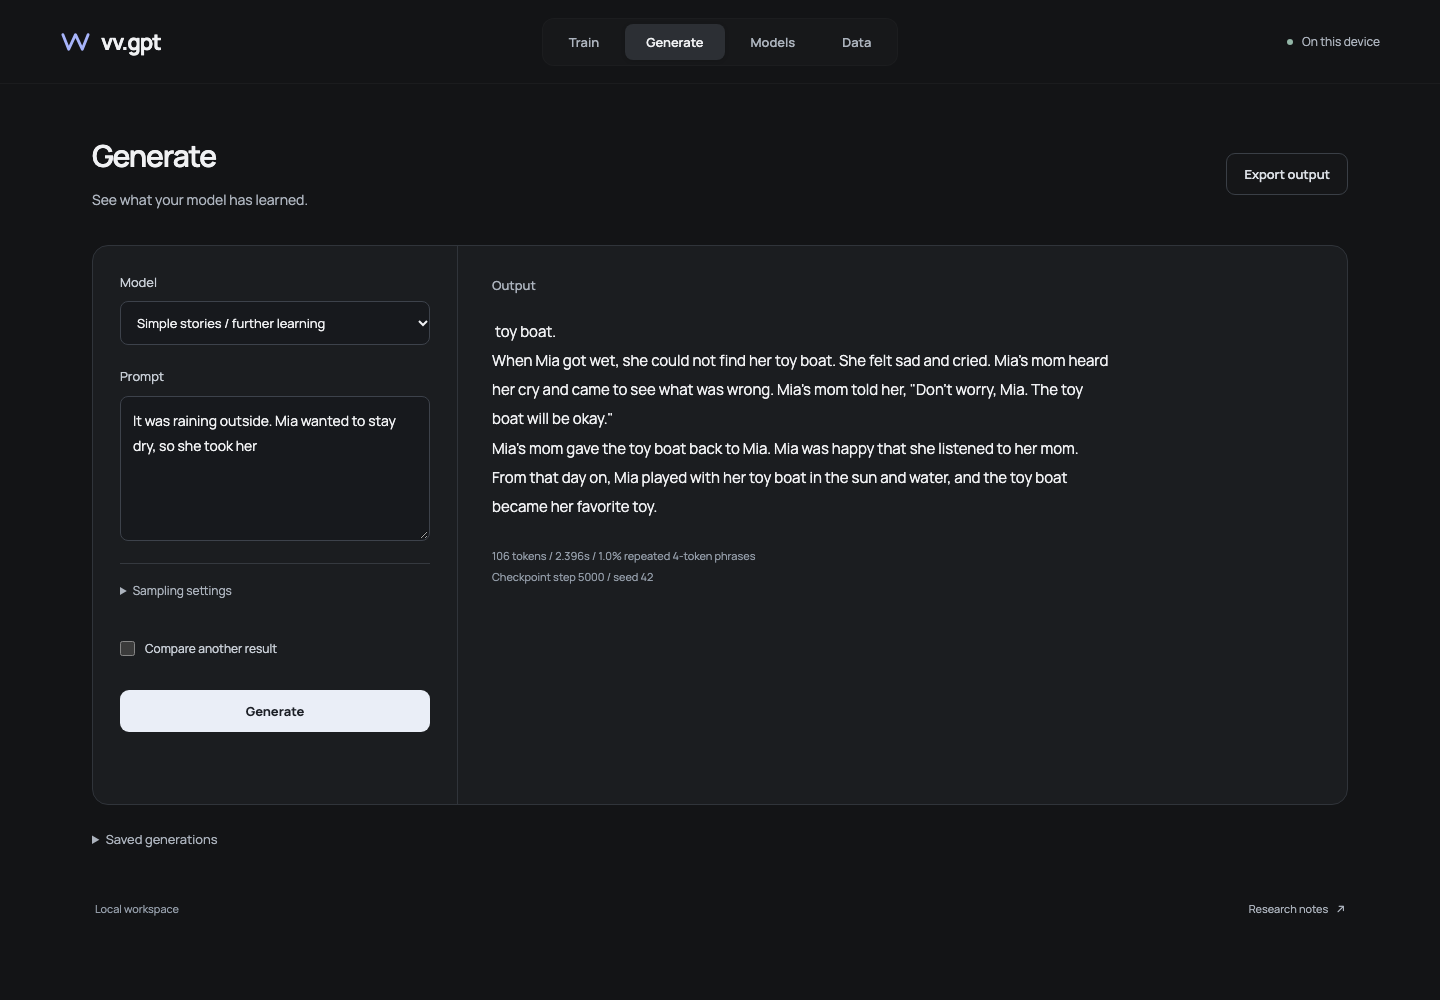 vv.gpt
Train
Generate
Models
Data
On this device
Generate
See what your model has learned.
Export output
Model
Simple stories / further learning
Prompt
It was raining outside. Mia wanted to stay
dry, so she took her
Sampling settings
Compare another result
Generate
Output
toy boat.
When Mia got wet, she could not find her toy boat. She felt sad and cried. Mia's mom heard
her cry and came to see what was wrong. Mia's mom told her, "Don't worry, Mia. The toy
boat will be okay."
Mia's mom gave the toy boat back to Mia. Mia was happy that she listened to her mom.
From that day on, Mia played with her toy boat in the sun and water, and the toy boat
became her favorite toy.
106 tokens / 2.396s / 1.0% repeated 4-token phrases
Checkpoint step 5000 / seed 42
Saved generations
Local workspace
Research notes ↗